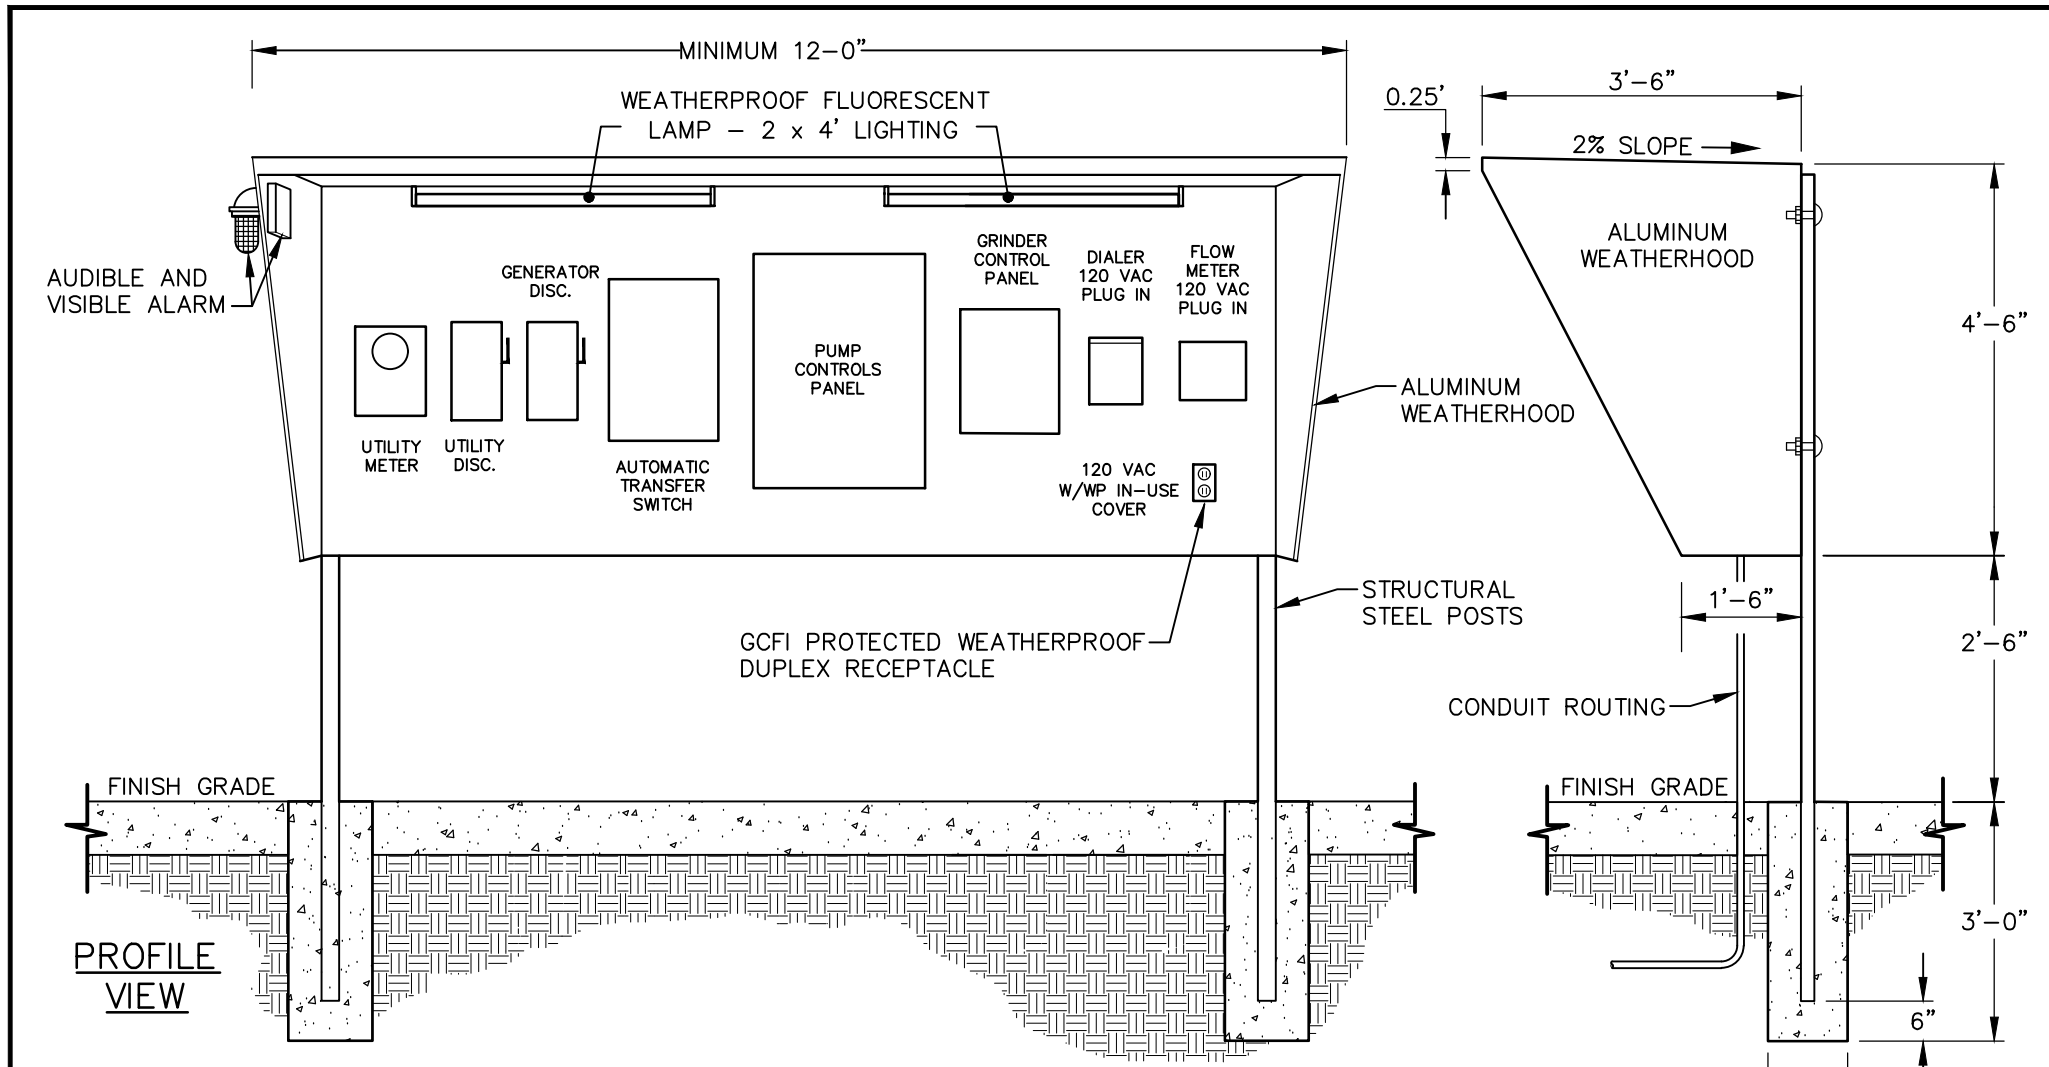 MINIMUM 12-0"
WEATHERPROOF FLUORESCENT
LAMP - 2 x 4' LIGHTING
AUDIBLE AND
VISIBLE ALARM
GENERATOR
DISC.
UTILITY
METER
UTILITY
DISC.
AUTOMATIC
TRANSFER
SWITCH
PUMP
CONTROLS
PANEL
GRINDER
CONTROL
PANEL
DIALER
120 VAC
PLUG IN
FLOW
METER
120 VAC
PLUG IN
120 VAC
W/WP IN-USE
COVER
ALUMINUM
WEATHERHOOD
STRUCTURAL
STEEL POSTS
GCFI PROTECTED WEATHERPROOF
DUPLEX RECEPTACLE
FINISH GRADE
PROFILE
VIEW
0.25'
3'-6"
2% SLOPE
ALUMINUM
WEATHERHOOD
4'-6"
1'-6"
2'-6"
CONDUIT ROUTING
FINISH GRADE
3'-0"
6"